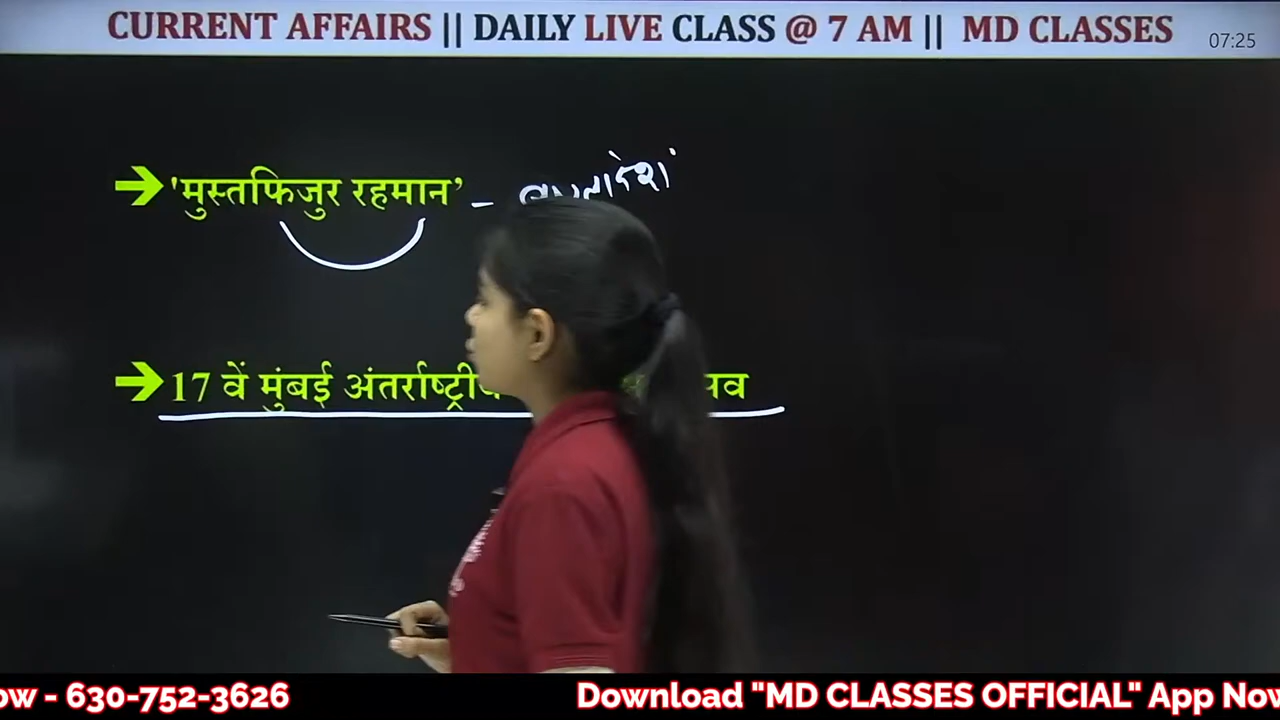 CURRENT AFFAIRS || DAILY LIVE CLASS @ 7 AM || MD CLASSES
07:25
➔ 'मुस्तफिजुर रहमान’ -
➔ 17 वें मुंबई अंतर्राष्ट्रीय
ow - 630-752-3626 Download "MD CLASSES OFFICIAL" App Now